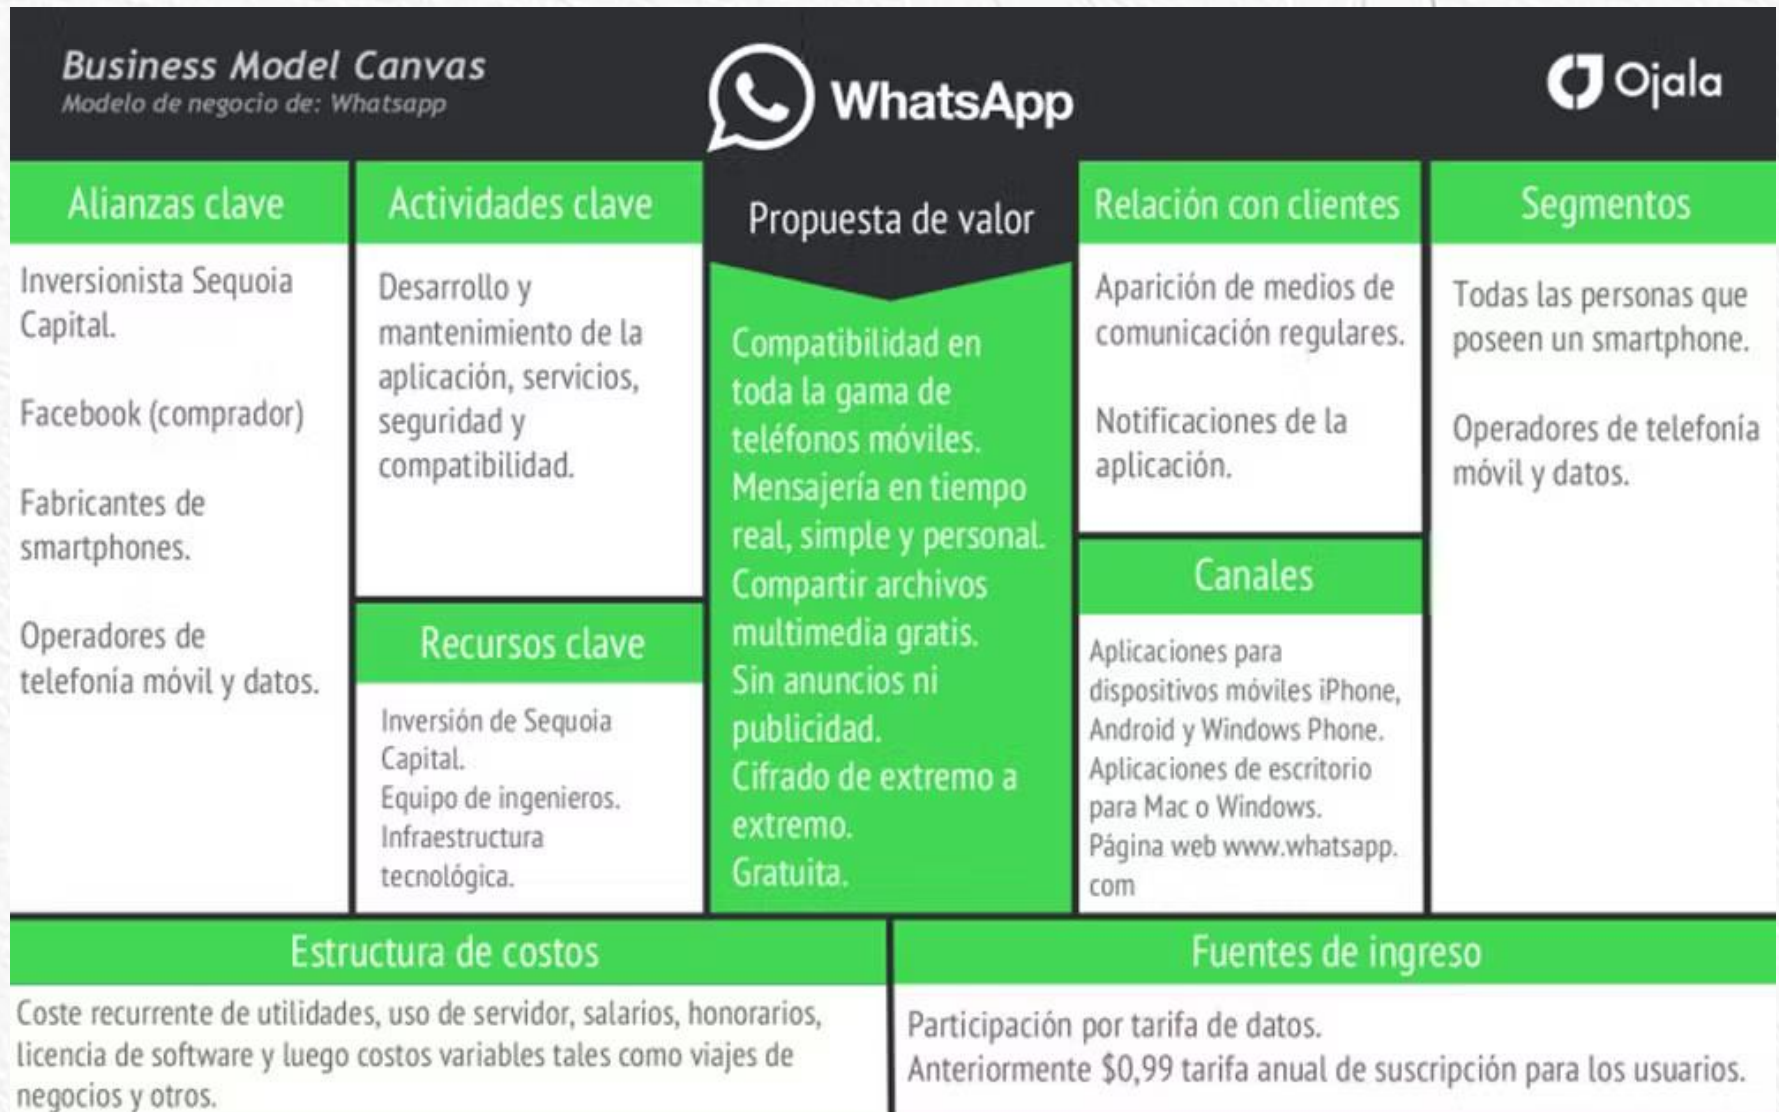 Business Model Canvas
Modelo de negocio de: Whatsapp
WhatsApp
Ojala
Alianzas clave
Inversionista Sequoia
Capital.
Facebook (comprador)
Fabricantes de
smartphones.
Operadores de
telefonía móvil y datos.
Actividades clave
Desarrollo y
mantenimiento de la
aplicación, servicios,
seguridad y
compatibilidad.
Recursos clave
Inversión de Sequoia
Capital.
Equipo de ingenieros.
Infraestructura
tecnológica.
Propuesta de valor
Compatibilidad en
toda la gama de
teléfonos móviles.
Mensajería en tiempo
real, simple y personal.
Compartir archivos
multimedia gratis.
Sin anuncios ni
publicidad.
Cifrado de extremo a
extremo.
Gratuita.
Relación con clientes
Aparición de medios de
comunicación regulares.
Notificaciones de la
aplicación.
Canales
Aplicaciones para
dispositivos móviles iPhone,
Android y Windows Phone.
Aplicaciones de escritorio
para Mac o Windows.
Página web www.whatsapp.
com
Segmentos
Todas las personas que
poseen un smartphone.
Operadores de telefonía
móvil y datos.
Estructura de costos
Coste recurrente de utilidades, uso de servidor, salarios, honorarios,
licencia de software y luego costos variables tales como viajes de
negocios y otros.
Fuentes de ingreso
Participación por tarifa de datos.
Anteriormente $0,99 tarifa anual de suscripción para los usuarios.